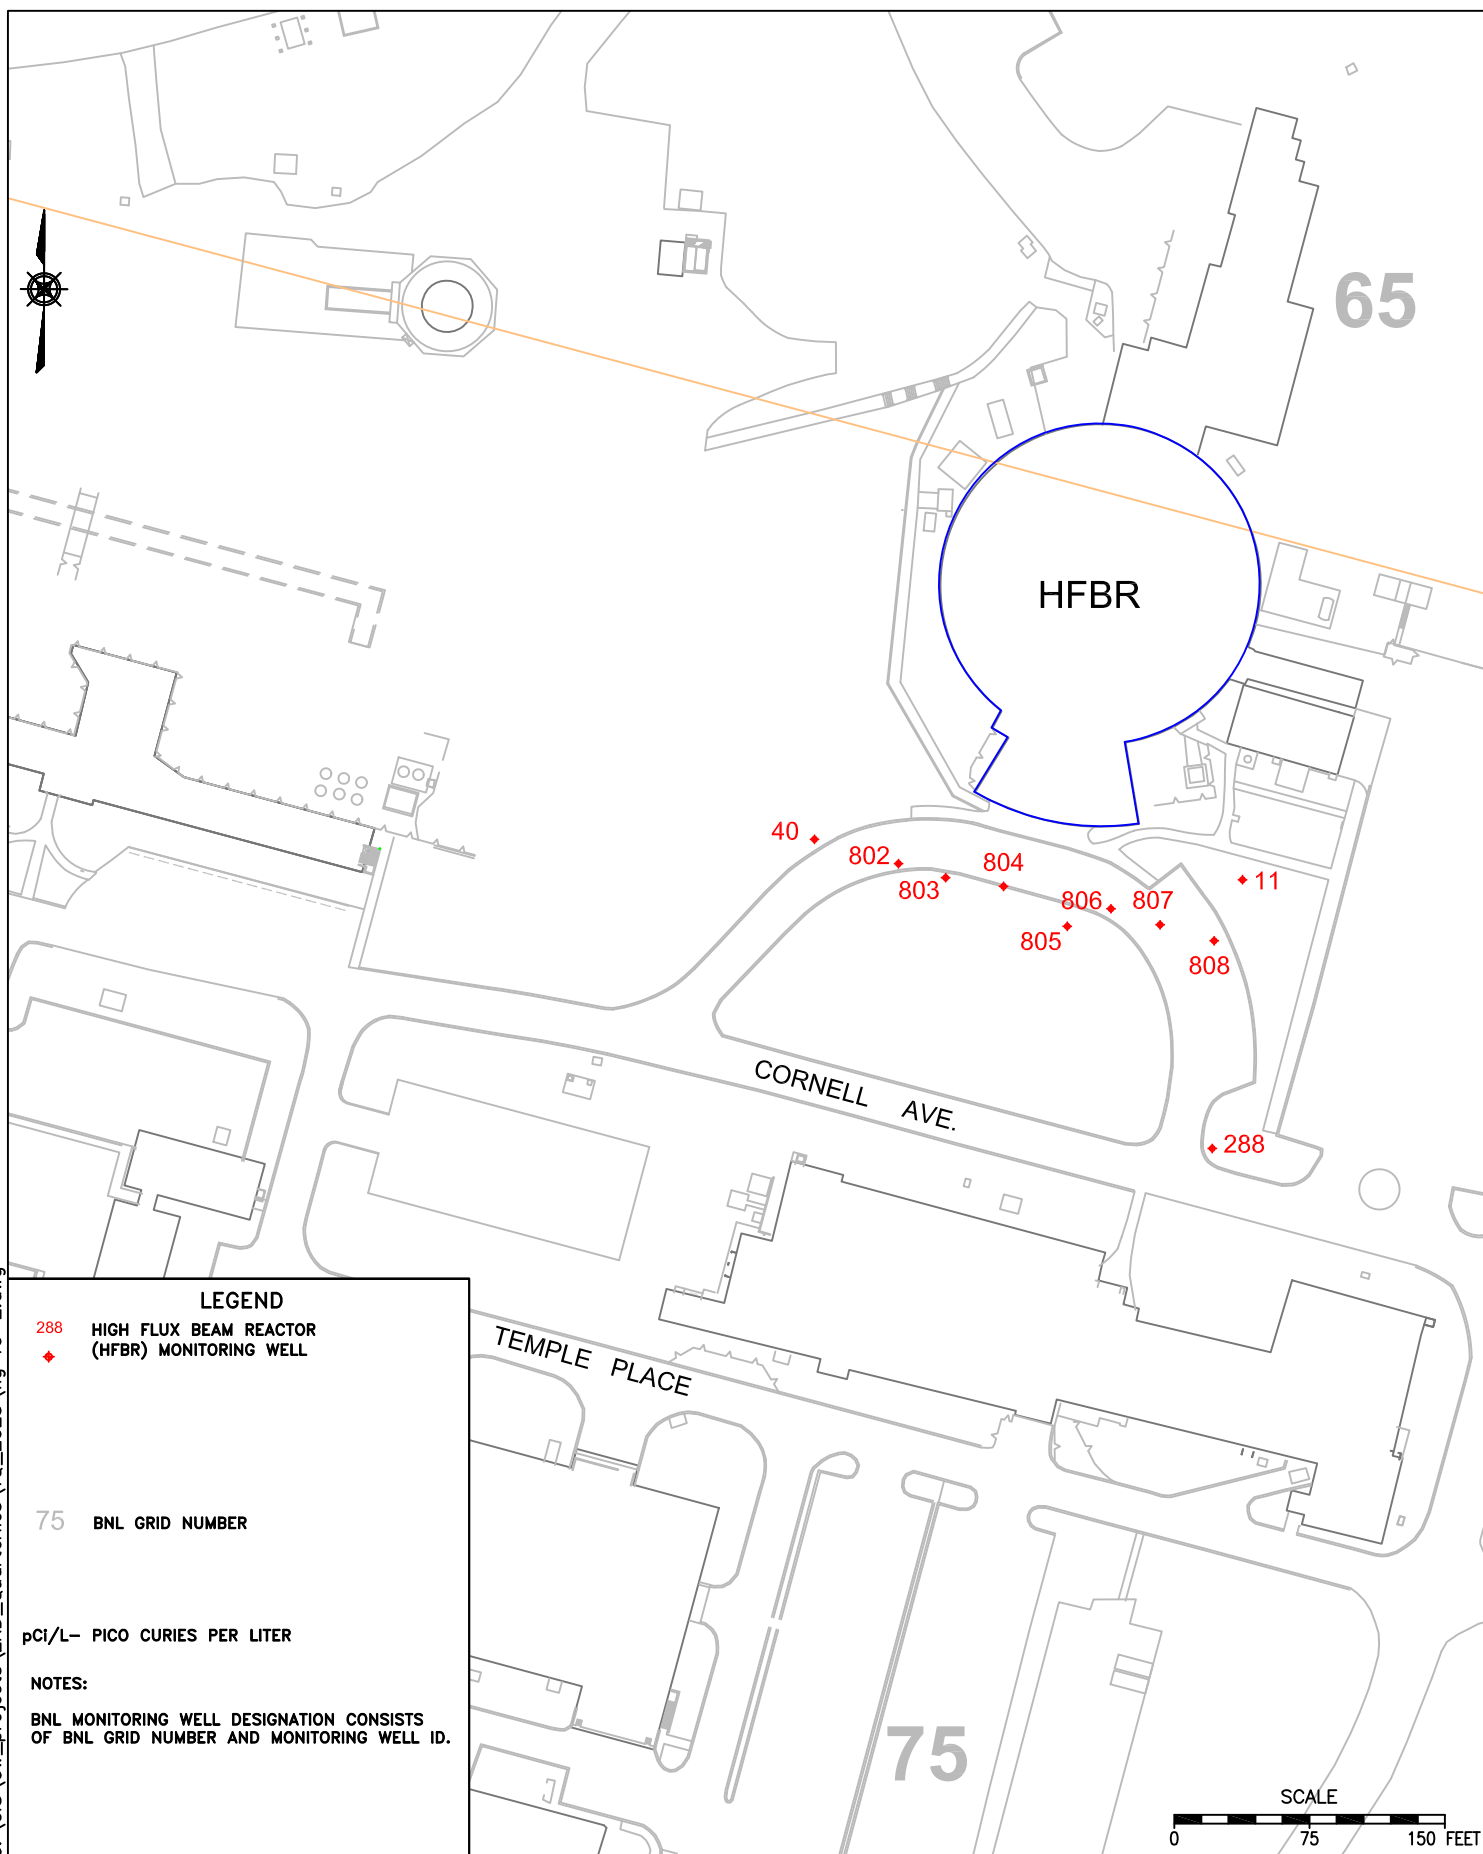 65
HFBR
40
802
803
804
806
807
805
808
11
CORNELL AVE.
288
TEMPLE PLACE
LEGEND
288 HIGH FLUX BEAM REACTOR
(HFBR) MONITORING WELL
75 BNL GRID NUMBER
pCi/L- PICO CURIES PER LITER
NOTES:
BNL MONITORING WELL DESIGNATION CONSISTS
OF BNL GRID NUMBER AND MONITORING WELL ID.
75
SCALE
0 75 150 FEET